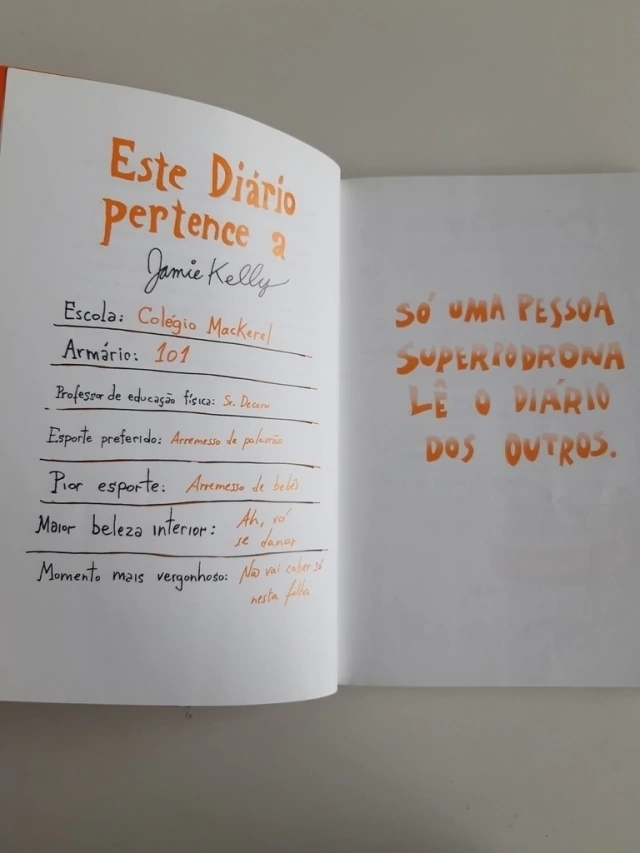 Este Diário
pertence a
Jamie Kelly
Escola: Colégio Mackerel
Armário: 101
Professor de educação física: Sr. Decarm
Esporte preferido: Arremesso de palavrão
Pior esporte: Arremesso de bebês
Maior beleza interior: Ah, vá
se danar
Momento mais vergonhoso: Não vai caber só
nesta folha
SÓ UMA PESSOA
SUPERPODRONA
LÊ O DIÁRIO
DOS OUTROS.